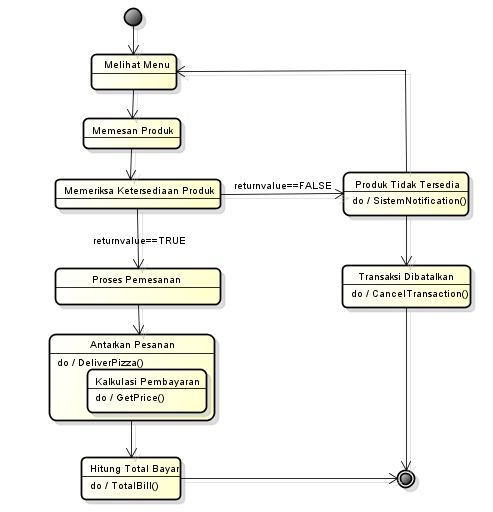 Melihat Menu
Memesan Produk
Memeriksa Ketersediaan Produk
returnvalue==FALSE
Produk Tidak Tersedia
do / SistemNotification()
returnvalue==TRUE
Proses Pemesanan
Transaksi Dibatalkan
do / CancelTransaction()
Antarkan Pesanan
do / DeliverPizza()
Kalkulasi Pembayaran
do / GetPrice()
Hitung Total Bayar
do / TotalBill()